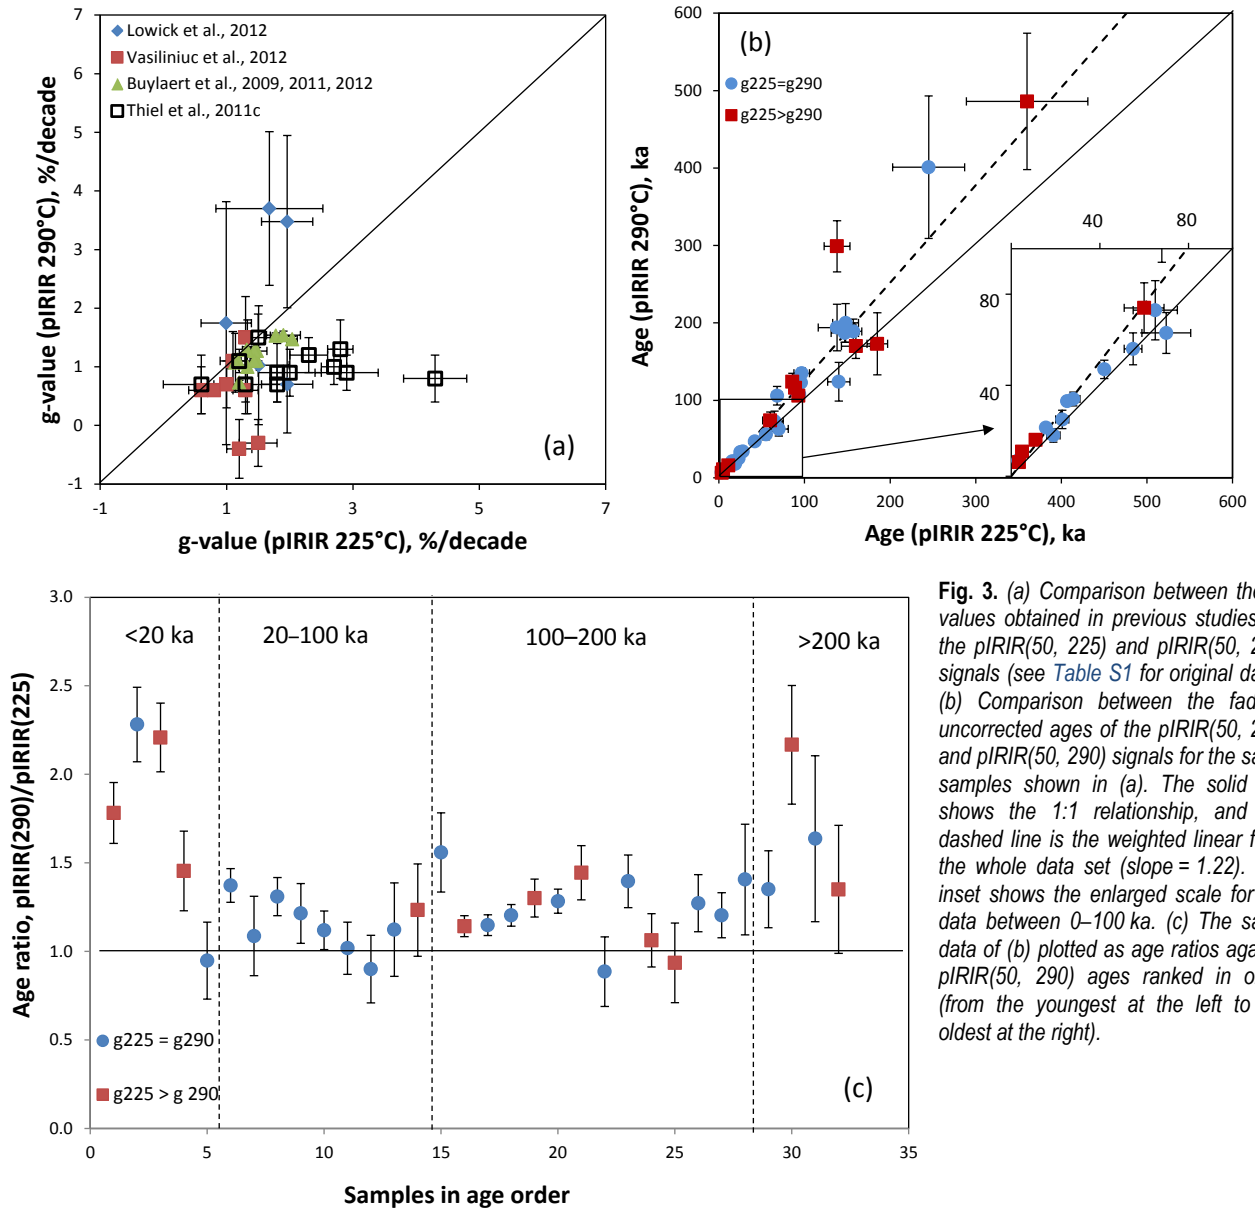 7
6
5
4
3
2
1
0
-1
-1
1
3
5
7
g-value (pIRIR 290°C), %/decade
g-value (pIRIR 225°C), %/decade
Lowick et al., 2012
Vasiliniuc et al., 2012
Buylaert et al., 2009, 2011, 2012
Thiel et al., 2011c
(a)
600
500
400
300
200
100
0
0
100
200
300
400
500
600
Age (pIRIR 290°C), ka
Age (pIRIR 225°C), ka
(b)
g225=g290
g225>g290
40
80
80
40
3.0
2.5
2.0
1.5
1.0
0.5
0.0
0
5
10
15
20
25
30
35
Age ratio, pIRIR(290)/pIRIR(225)
Samples in age order
<20 ka
20–100 ka
100–200 ka
>200 ka
g225 = g290
g225 > g 290
(c)
Fig. 3. (a) Comparison between the
values obtained in previous studies
the pIRIR(50, 225) and pIRIR(50, 2
signals (see Table S1 for original da
(b) Comparison between the fad
uncorrected ages of the pIRIR(50, 2
and pIRIR(50, 290) signals for the sa
samples shown in (a). The solid
shows the 1:1 relationship, and
dashed line is the weighted linear f
the whole data set (slope = 1.22).
inset shows the enlarged scale for
data between 0–100 ka. (c) The sa
data of (b) plotted as age ratios aga
pIRIR(50, 290) ages ranked in o
(from the youngest at the left to
oldest at the right).